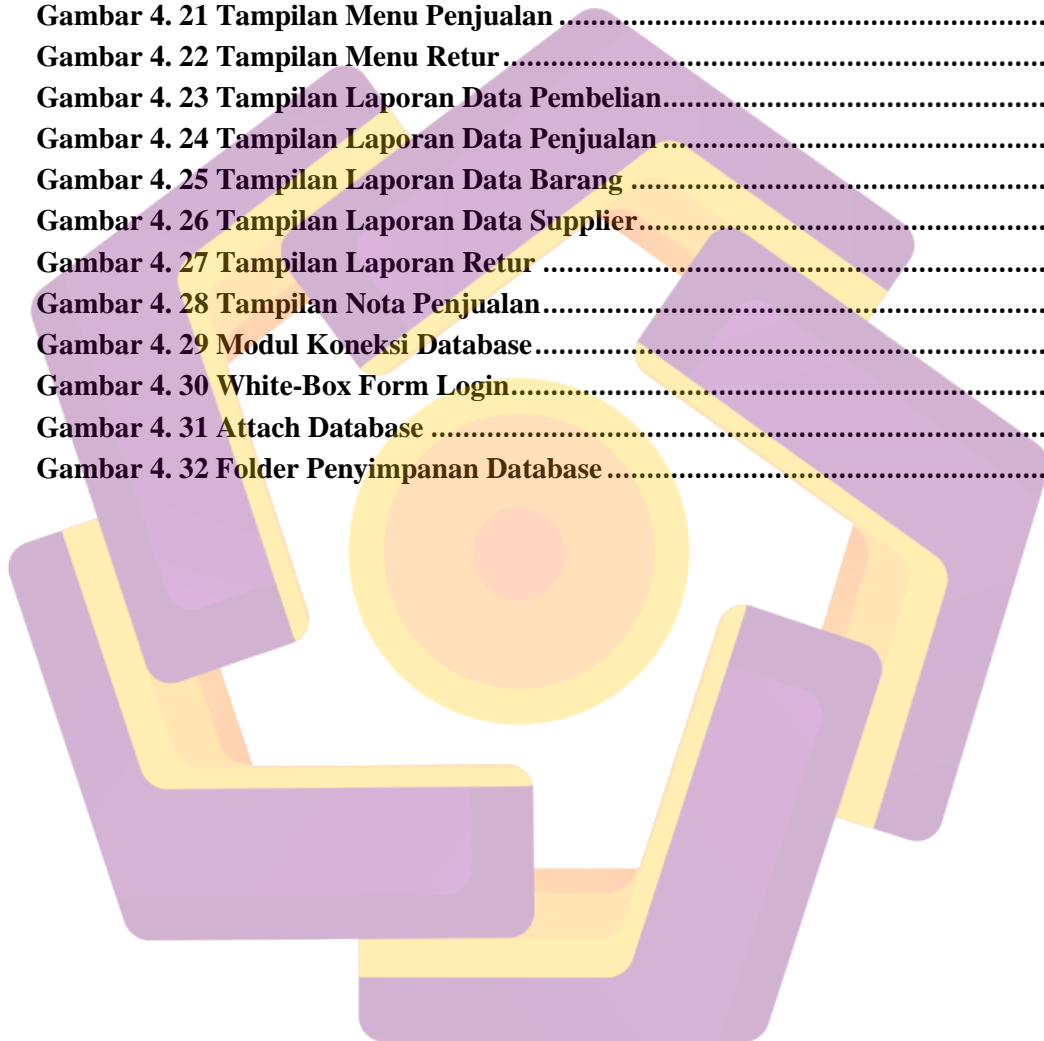 Gambar 4. 21 Tampilan Menu Penjualan ................................................................
Gambar 4. 22 Tampilan Menu Retur ........................................................................
Gambar 4. 23 Tampilan Laporan Data Pembelian..................................................
Gambar 4. 24 Tampilan Laporan Data Penjualan ..................................................
Gambar 4. 25 Tampilan Laporan Data Barang .......................................................
Gambar 4. 26 Tampilan Laporan Data Supplier......................................................
Gambar 4. 27 Tampilan Laporan Retur ...................................................................
Gambar 4. 28 Tampilan Nota Penjualan...................................................................
Gambar 4. 29 Modul Koneksi Database....................................................................
Gambar 4. 30 White-Box Form Login.......................................................................
Gambar 4. 31 Attach Database ..................................................................................
Gambar 4. 32 Folder Penyimpanan Database ..........................................................